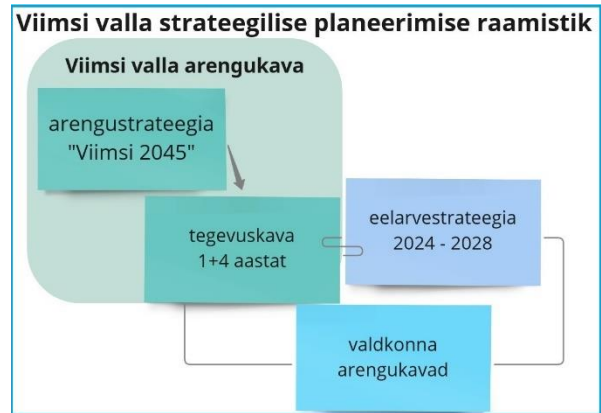 Viimsi valla strateegilise planeerimise raamistik
Viimsi valla arengukava
arengustrateegia
"Viimsi 2045"
tegevuskava
1+4 aastat
eelarvestrateegia
2024 - 2028
valdkonna
arengukavad